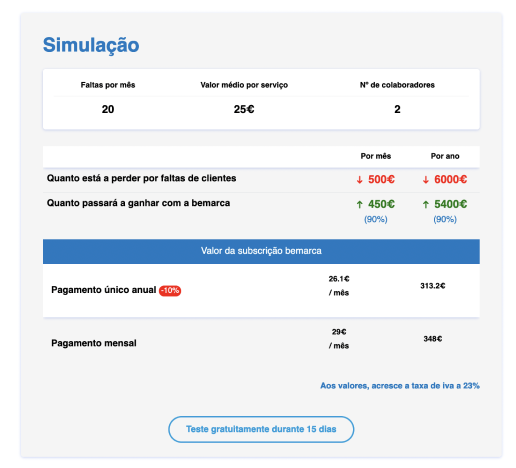 Simulação
Faltas por mês Valor médio por serviço Nº de colaboradores
20 25€ 2
Por mês Por ano
Quanto está a perder por faltas de clientes ↓ 500€ ↓ 6000€
Quanto passará a ganhar com a bemarca ↑ 450€ ↑ 5400€
(90%) (90%)
Valor da subscrição bemarca
Pagamento único anual -10% 26.1€ / mês 313.2€
Pagamento mensal 29€ / mês 348€
Aos valores, acresce a taxa de iva a 23%
Teste gratuitamente durante 15 dias